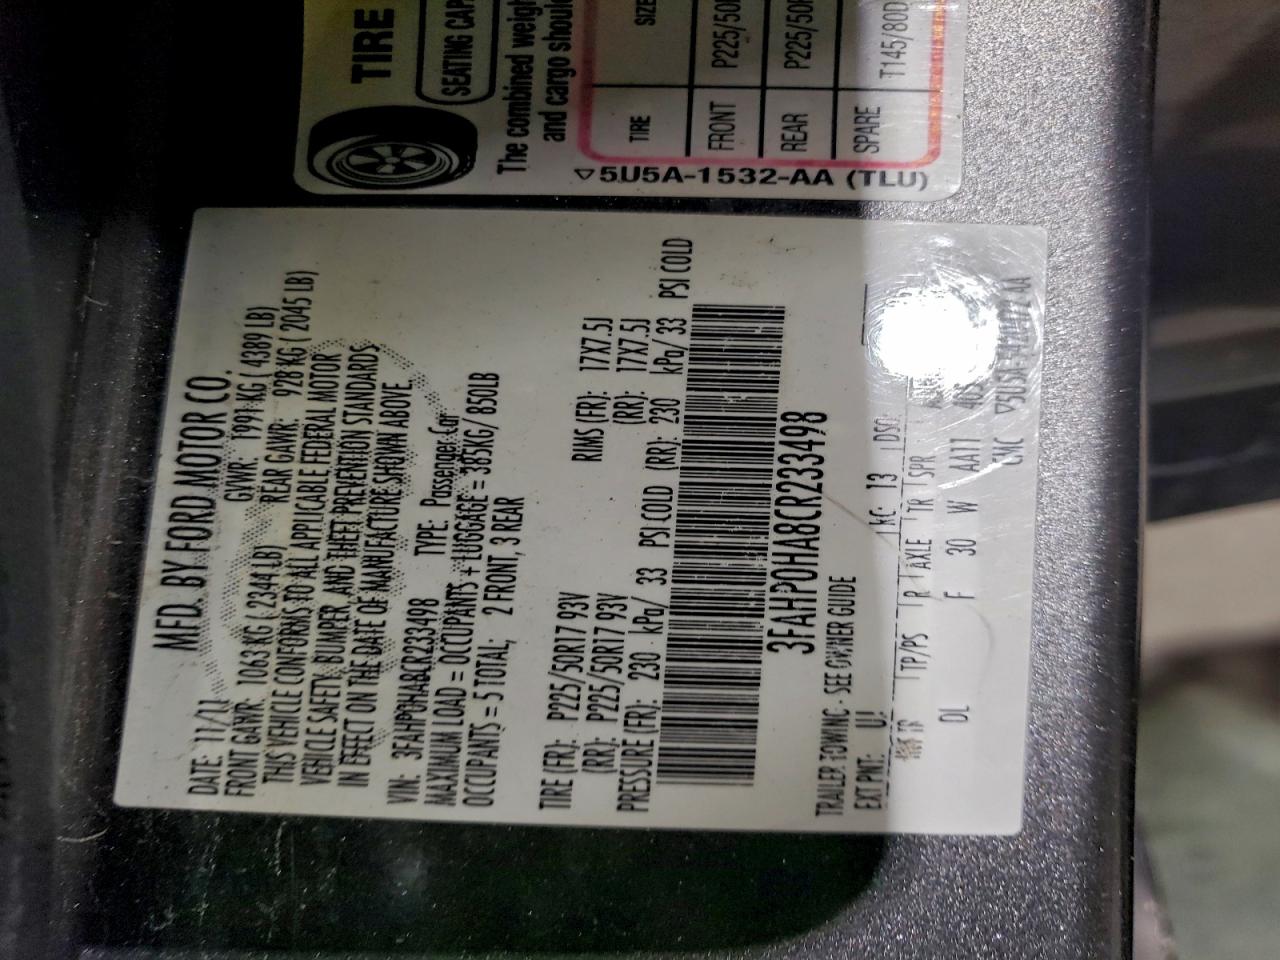 MFD. BY FORD MOTOR CO.
DATE: 11/11 GVWR: 1991 KG ( 4389 LB)
FRONT GAWR: 1063 KG ( 2344 LB) REAR GAWR: 928 KG ( 2045 LB)
THIS VEHICLE CONFORMS TO ALL APPLICABLE FEDERAL MOTOR
VEHICLE SAFETY, BUMPER, AND THEFT PREVENTION STANDARDS
IN EFFECT ON THE DATE OF MANUFACTURE SHOWN ABOVE.
VIN: 3FAHP0HA8CR233498 TYPE: Passenger Car
MAXIMUM LOAD = OCCUPANTS + LUGGAGE = 385KG/ 850LB
OCCUPANTS = 5 TOTAL, 2 FRONT, 3 REAR
TIRE (FR): P225/50R17 93V RIMS (FR): 17X7.5J
(RR): P225/50R17 93V (RR): 17X7.5J
PRESSURE (FR): 230 kPa/ 33 PSI COLD (RR): 230 kPa/ 33 PSI COLD
3FAHP0HA8CR233498
TRAILER TOWING - SEE OWNER GUIDE
EXT PNT: UJ KC 13 DSO:
TR TP/PS R AXLE TR SPR
DL F 30 W AA17
UNC
TIRE
SEATING CAP
The combined weigh
and cargo should
TIRE SIZE
FRONT P225/50R
REAR P225/50R
SPARE T145/80D
5U5A-1532-AA (TLU)